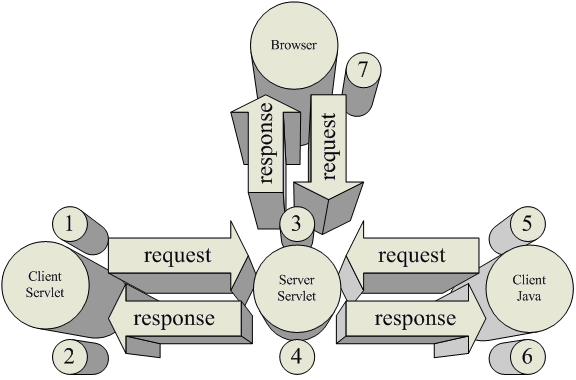 Browser
7
response
request
1
3
5
request
request
Client
Servlet
Server
Servlet
Client
Java
response
response
2
4
6